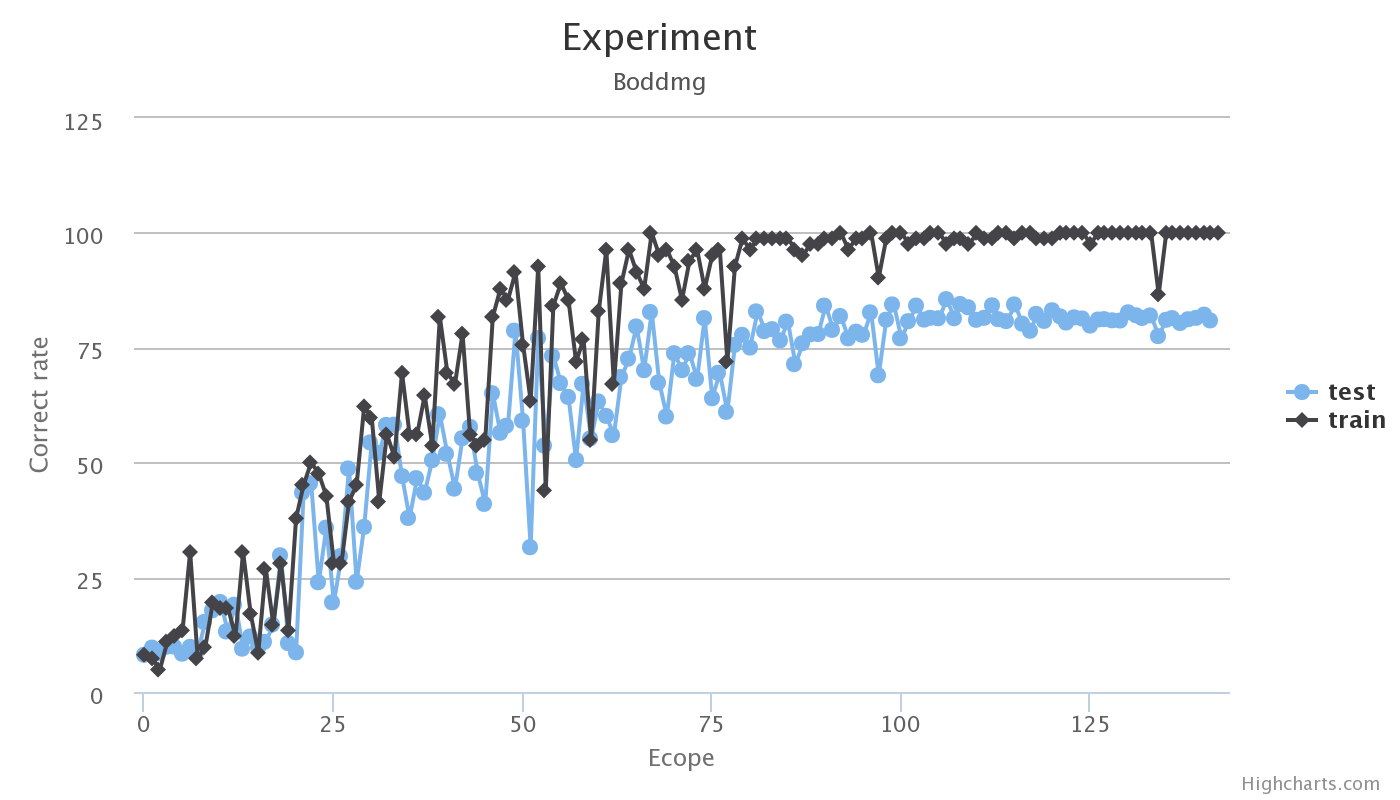 Experiment
Boddmg
125
100
75
50
25
0
Correct rate
0 25 50 75 100 125
Ecope
test
train
Highcharts.com